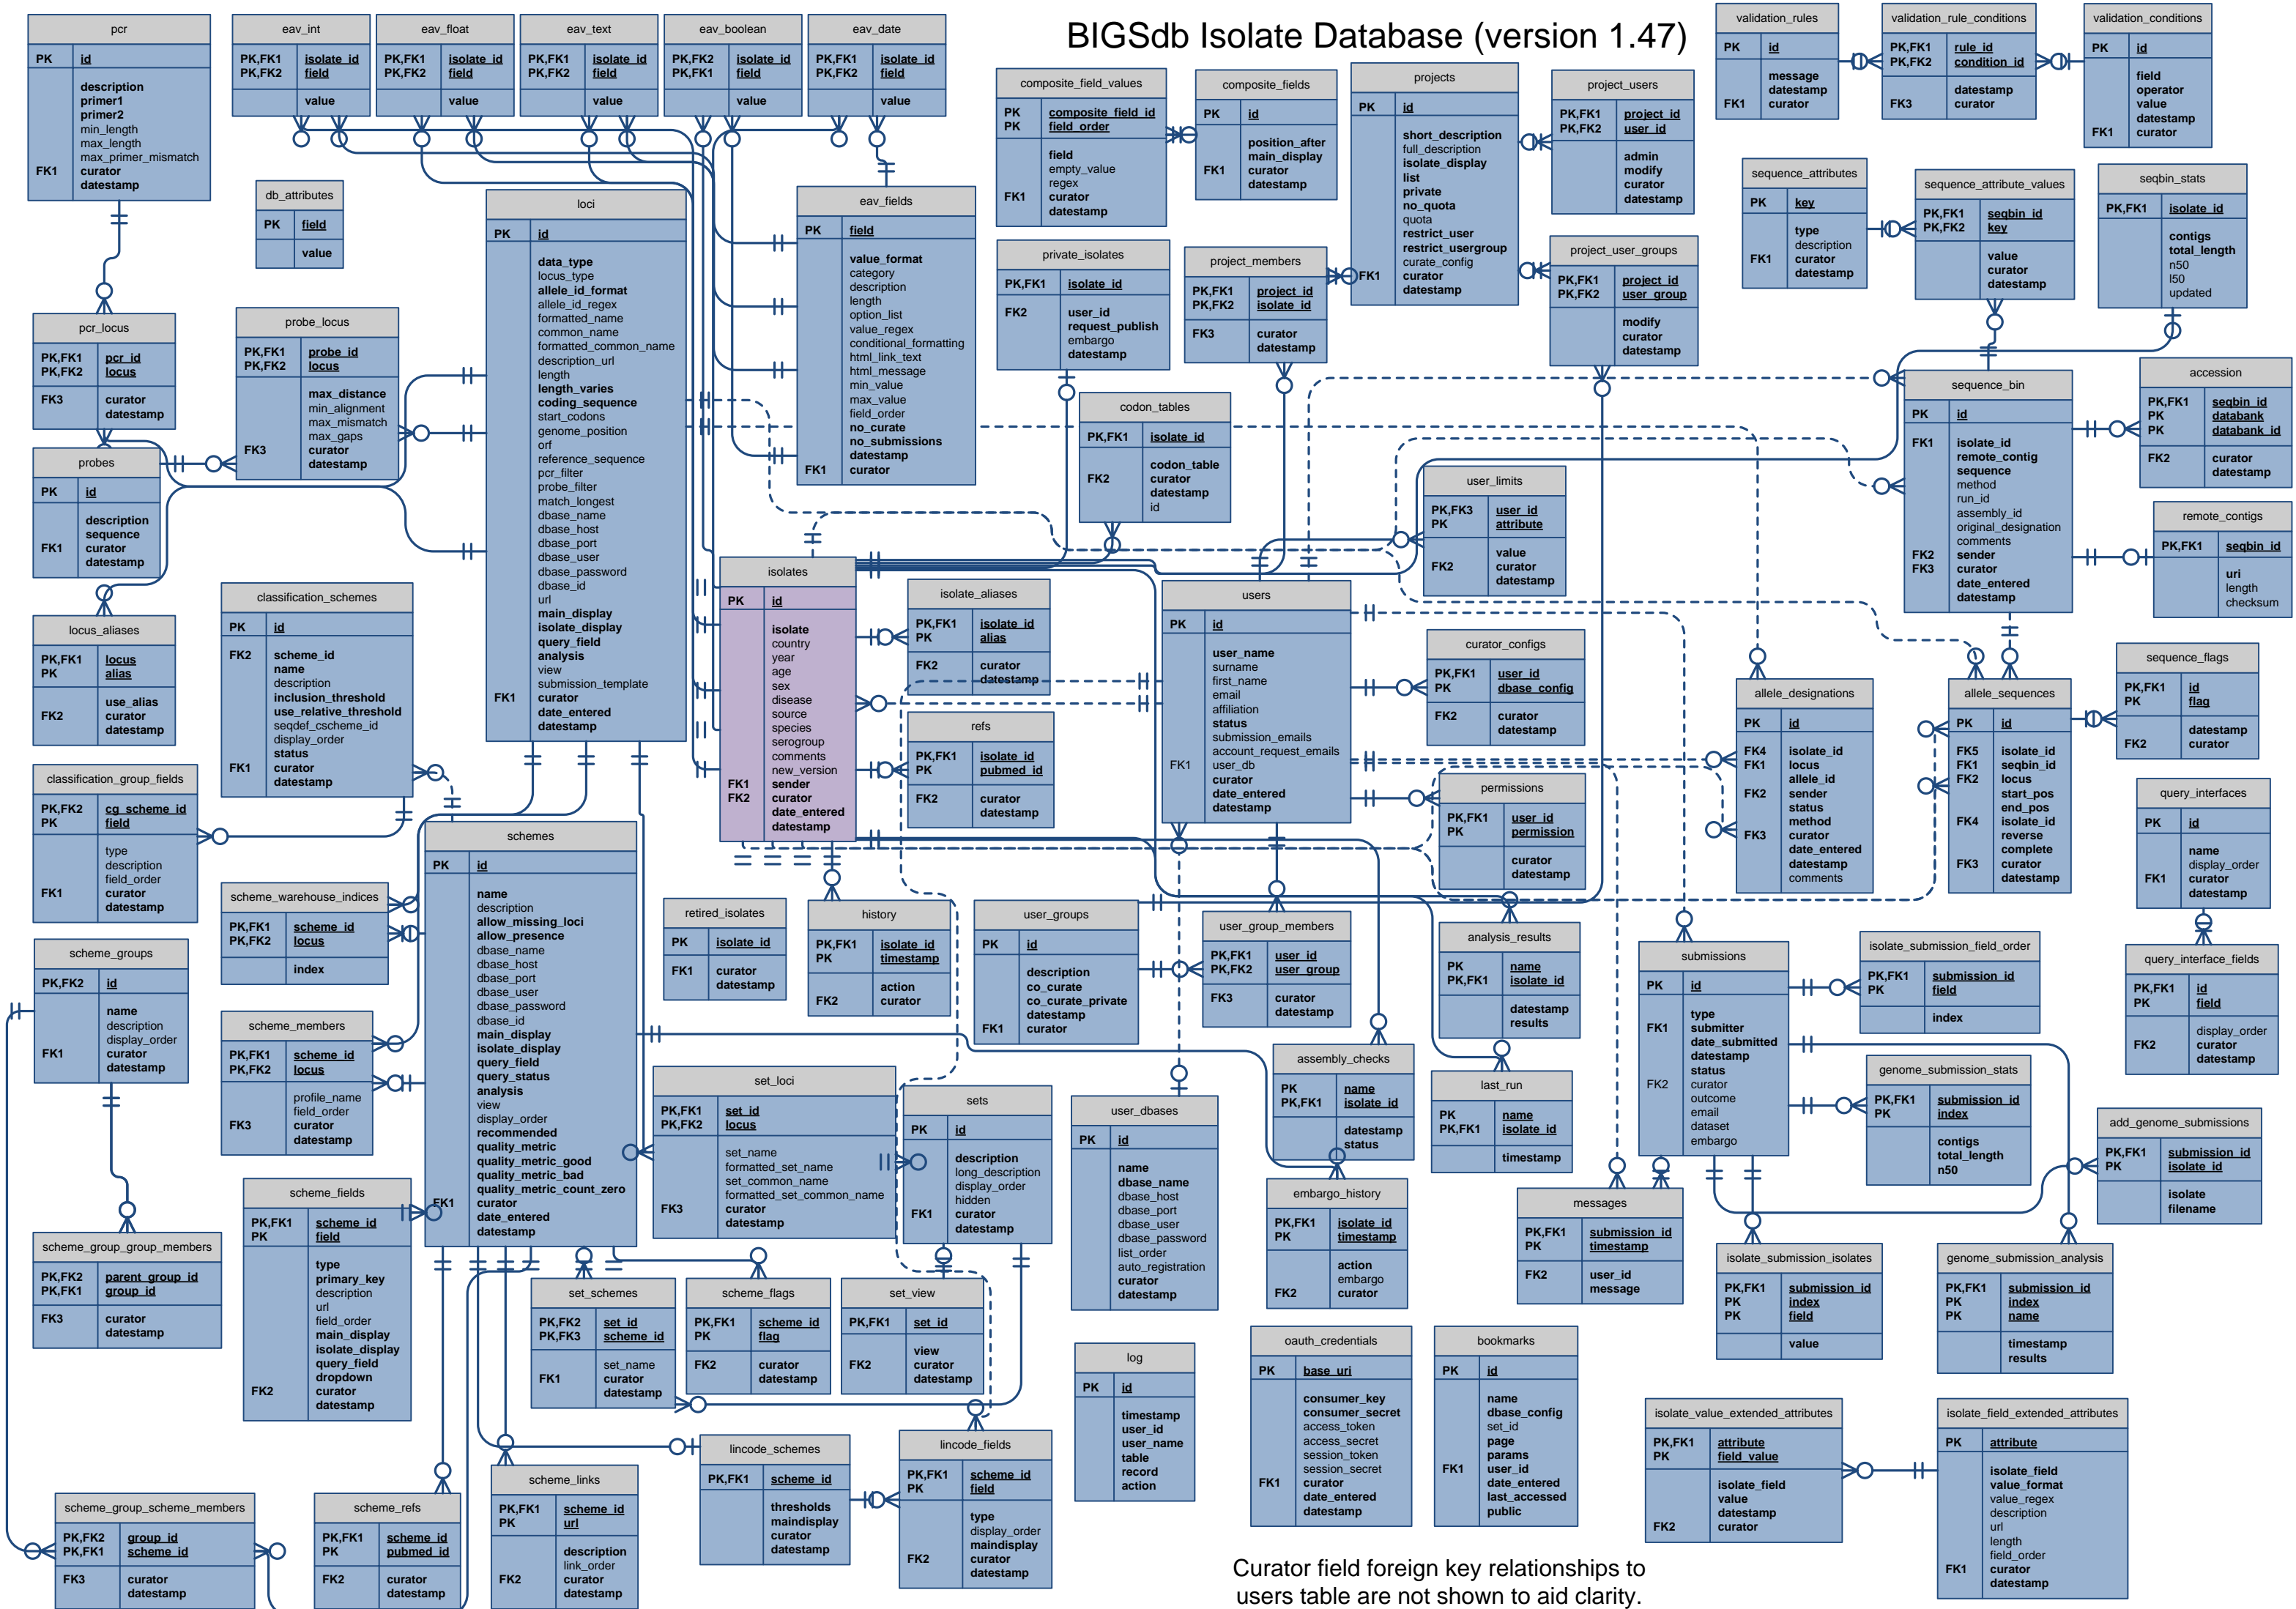 BIGSdb Isolate Database (version 1.47)
pcr
PK id
description
primer1
primer2
min_length
max_length
max_primer_mismatch
FK1 curator
datestamp
eav_int
PK,FK1 isolate_id
PK,FK2 field
value
eav_float
PK,FK1 isolate_id
PK,FK2 field
value
eav_text
PK,FK1 isolate_id
PK,FK2 field
value
eav_boolean
PK,FK2 isolate_id
PK,FK1 field
value
eav_date
PK,FK1 isolate_id
PK,FK2 field
value
validation_rules
PK id
message
datestamp
FK1 curator
validation_rule_conditions
PK,FK1 rule_id
PK,FK2 condition_id
datestamp
FK3 curator
validation_conditions
PK id
field
operator
value
datestamp
FK1 curator
composite_field_values
PK composite_field_id
PK field_order
field
empty_value
regex
FK1 curator
datestamp
composite_fields
PK id
position_after
main_display
FK1 curator
datestamp
projects
PK id
short_description
full_description
isolate_display
list
private
no_quota
quota
restrict_user
restrict_usergroup
curate_config
FK1 curator
datestamp
project_users
PK,FK1 project_id
PK,FK2 user_id
admin
modify
curator
datestamp
sequence_attributes
PK key
type
description
FK1 curator
datestamp
sequence_attribute_values
PK,FK1 seqbin_id
PK,FK2 key
value
curator
datestamp
seqbin_stats
PK,FK1 isolate_id
contigs
total_length
n50
l50
updated
db_attributes
PK field
value
loci
PK id
data_type
locus_type
allele_id_format
allele_id_regex
formatted_name
common_name
formatted_common_name
description_url
length
length_varies
coding_sequence
start_codons
genome_position
orf
reference_sequence
pcr_filter
probe_filter
match_longest
dbase_name
dbase_host
dbase_port
dbase_user
dbase_password
dbase_id
url
main_display
isolate_display
query_field
analysis
view
submission_template
FK1 curator
date_entered
datestamp
eav_fields
PK field
value_format
category
description
length
option_list
value_regex
conditional_formatting
html_link_text
html_message
min_value
max_value
field_order
no_curate
no_submissions
datestamp
FK1 curator
private_isolates
PK,FK1 isolate_id
FK2 user_id
request_publish
embargo
datestamp
project_members
PK,FK1 project_id
PK,FK2 isolate_id
FK3 curator
datestamp
project_user_groups
PK,FK1 project_id
PK,FK2 user_group
modify
curator
datestamp
pcr_locus
PK,FK1 pcr_id
PK,FK2 locus
FK3 curator
datestamp
probe_locus
PK,FK1 probe_id
PK,FK2 locus
max_distance
min_alignment
max_mismatch
max_gaps
FK3 curator
datestamp
codon_tables
PK,FK1 isolate_id
codon_table
FK2 curator
datestamp
id
sequence_bin
PK id
FK1 isolate_id
remote_contig
sequence
method
run_id
assembly_id
original_designation
comments
FK2 sender
FK3 curator
date_entered
datestamp
accession
PK,FK1 seqbin_id
PK databank
PK databank_id
FK2 curator
datestamp
probes
PK id
description
sequence
FK1 curator
datestamp
user_limits
PK,FK3 user_id
PK attribute
value
FK2 curator
datestamp
remote_contigs
PK,FK1 seqbin_id
uri
length
checksum
isolates
PK id
isolate
country
year
age
sex
disease
source
species
serogroup
comments
new_version
FK1 sender
FK2 curator
date_entered
datestamp
isolate_aliases
PK,FK1 isolate_id
PK alias
FK2 curator
datestamp
users
PK id
user_name
surname
first_name
email
affiliation
status
submission_emails
account_request_emails
FK1 user_db
curator
date_entered
datestamp
classification_schemes
PK id
FK2 scheme_id
name
description
inclusion_threshold
use_relative_threshold
seqdef_cscheme_id
display_order
status
FK1 curator
datestamp
locus_aliases
PK,FK1 locus
PK alias
use_alias
FK2 curator
datestamp
curator_configs
PK,FK1 user_id
PK dbase_config
FK2 curator
datestamp
allele_designations
PK id
FK4 isolate_id
FK1 locus
allele_id
FK2 sender
status
method
FK3 curator
date_entered
datestamp
comments
allele_sequences
PK id
FK5 isolate_id
FK1 seqbin_id
FK2 locus
start_pos
end_pos
FK4 isolate_id
reverse
complete
FK3 curator
datestamp
sequence_flags
PK,FK1 id
PK flag
datestamp
FK2 curator
refs
PK,FK1 isolate_id
PK pubmed_id
FK2 curator
datestamp
classification_group_fields
PK,FK2 cg_scheme_id
PK field
type
description
field_order
FK1 curator
datestamp
permissions
PK,FK1 user_id
PK permission
curator
datestamp
query_interfaces
PK id
name
display_order
FK1 curator
datestamp
schemes
PK id
name
description
allow_missing_loci
allow_presence
dbase_name
dbase_host
dbase_port
dbase_user
dbase_password
dbase_id
main_display
isolate_display
query_field
query_status
analysis
view
display_order
recommended
quality_metric
quality_metric_good
quality_metric_bad
quality_metric_count_zero
FK1 curator
date_entered
datestamp
scheme_warehouse_indices
PK,FK1 scheme_id
PK,FK2 locus
index
retired_isolates
PK isolate_id
FK1 curator
datestamp
history
PK,FK1 isolate_id
PK timestamp
action
FK2 curator
user_groups
PK id
description
co_curate
co_curate_private
datestamp
FK1 curator
user_group_members
PK,FK1 user_id
PK,FK2 user_group
FK3 curator
datestamp
analysis_results
PK name
PK,FK1 isolate_id
datestamp
results
submissions
PK id
type
FK1 submitter
date_submitted
datestamp
status
FK2 curator
outcome
email
dataset
embargo
isolate_submission_field_order
PK,FK1 submission_id
PK field
index
query_interface_fields
PK,FK1 id
PK field
display_order
FK2 curator
datestamp
scheme_groups
PK,FK2 id
name
description
display_order
FK1 curator
datestamp
scheme_members
PK,FK1 scheme_id
PK,FK2 locus
profile_name
field_order
FK3 curator
datestamp
set_loci
PK,FK1 set_id
PK,FK2 locus
set_name
formatted_set_name
set_common_name
formatted_set_common_name
FK3 curator
datestamp
sets
PK id
description
long_description
display_order
hidden
FK1 curator
datestamp
user_dbases
PK id
name
dbase_name
dbase_host
dbase_port
dbase_user
dbase_password
list_order
auto_registration
curator
datestamp
assembly_checks
PK name
PK,FK1 isolate_id
datestamp
status
last_run
PK name
PK,FK1 isolate_id
timestamp
genome_submission_stats
PK,FK1 submission_id
PK index
contigs
total_length
n50
add_genome_submissions
PK,FK1 submission_id
PK isolate_id
isolate
filename
scheme_fields
PK,FK1 scheme_id
PK field
type
primary_key
description
url
field_order
main_display
isolate_display
query_field
dropdown
FK2 curator
datestamp
embargo_history
PK,FK1 isolate_id
PK timestamp
action
embargo
FK2 curator
messages
PK,FK1 submission_id
PK timestamp
FK2 user_id
message
scheme_group_group_members
PK,FK2 parent_group_id
PK,FK1 group_id
FK3 curator
datestamp
isolate_submission_isolates
PK,FK1 submission_id
PK index
PK field
value
genome_submission_analysis
PK,FK1 submission_id
PK index
PK name
timestamp
results
set_schemes
PK,FK2 set_id
PK,FK3 scheme_id
set_name
FK1 curator
datestamp
scheme_flags
PK,FK1 scheme_id
PK flag
FK2 curator
datestamp
set_view
PK,FK1 set_id
view
FK2 curator
datestamp
log
PK id
timestamp
user_id
user_name
table
record
action
oauth_credentials
PK base_uri
consumer_key
consumer_secret
access_token
access_secret
session_token
session_secret
FK1 curator
date_entered
datestamp
bookmarks
PK id
name
dbase_config
set_id
page
params
FK1 user_id
date_entered
last_accessed
public
isolate_value_extended_attributes
PK,FK1 attribute
PK field_value
isolate_field
value
datestamp
FK2 curator
isolate_field_extended_attributes
PK attribute
isolate_field
value_format
value_regex
description
url
length
field_order
FK1 curator
datestamp
scheme_group_scheme_members
PK,FK2 group_id
PK,FK1 scheme_id
FK3 curator
datestamp
scheme_refs
PK,FK1 scheme_id
PK pubmed_id
FK2 curator
datestamp
scheme_links
PK,FK1 scheme_id
PK url
description
link_order
FK2 curator
datestamp
lincode_schemes
PK,FK1 scheme_id
thresholds
maindisplay
curator
datestamp
lincode_fields
PK,FK1 scheme_id
PK field
type
display_order
maindisplay
FK2 curator
datestamp
Curator field foreign key relationships to
users table are not shown to aid clarity.